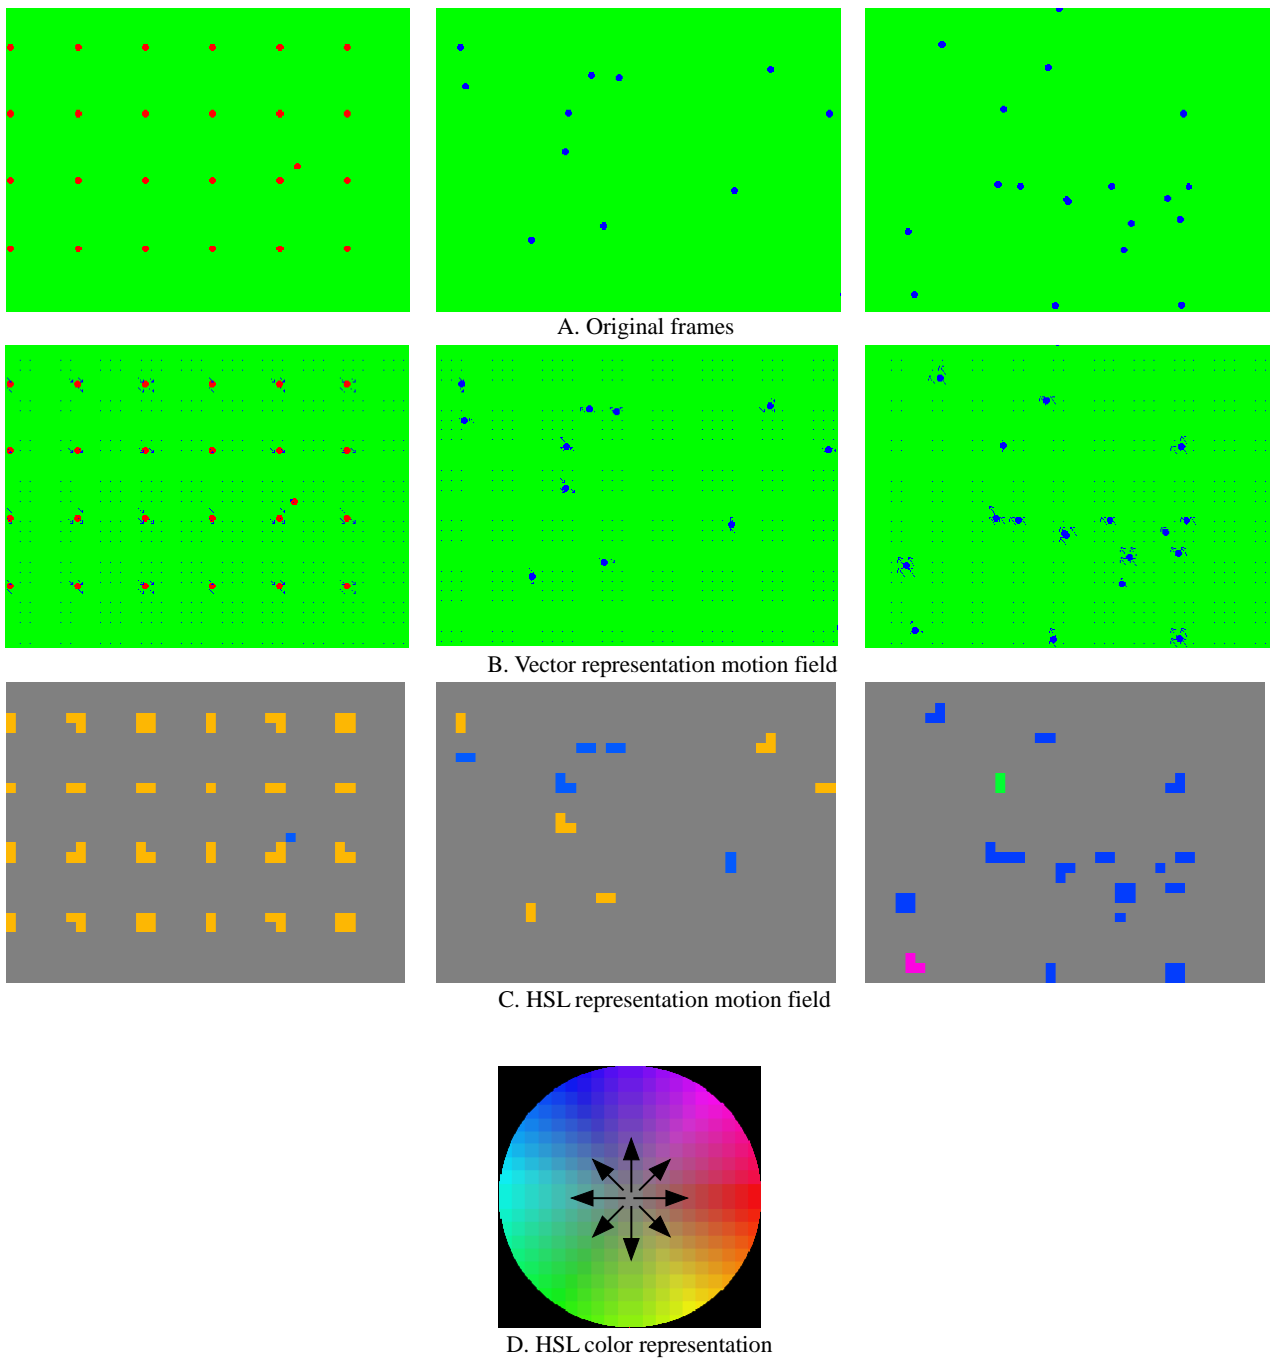 A. Original frames
B. Vector representation motion field
C. HSL representation motion field
D. HSL color representation